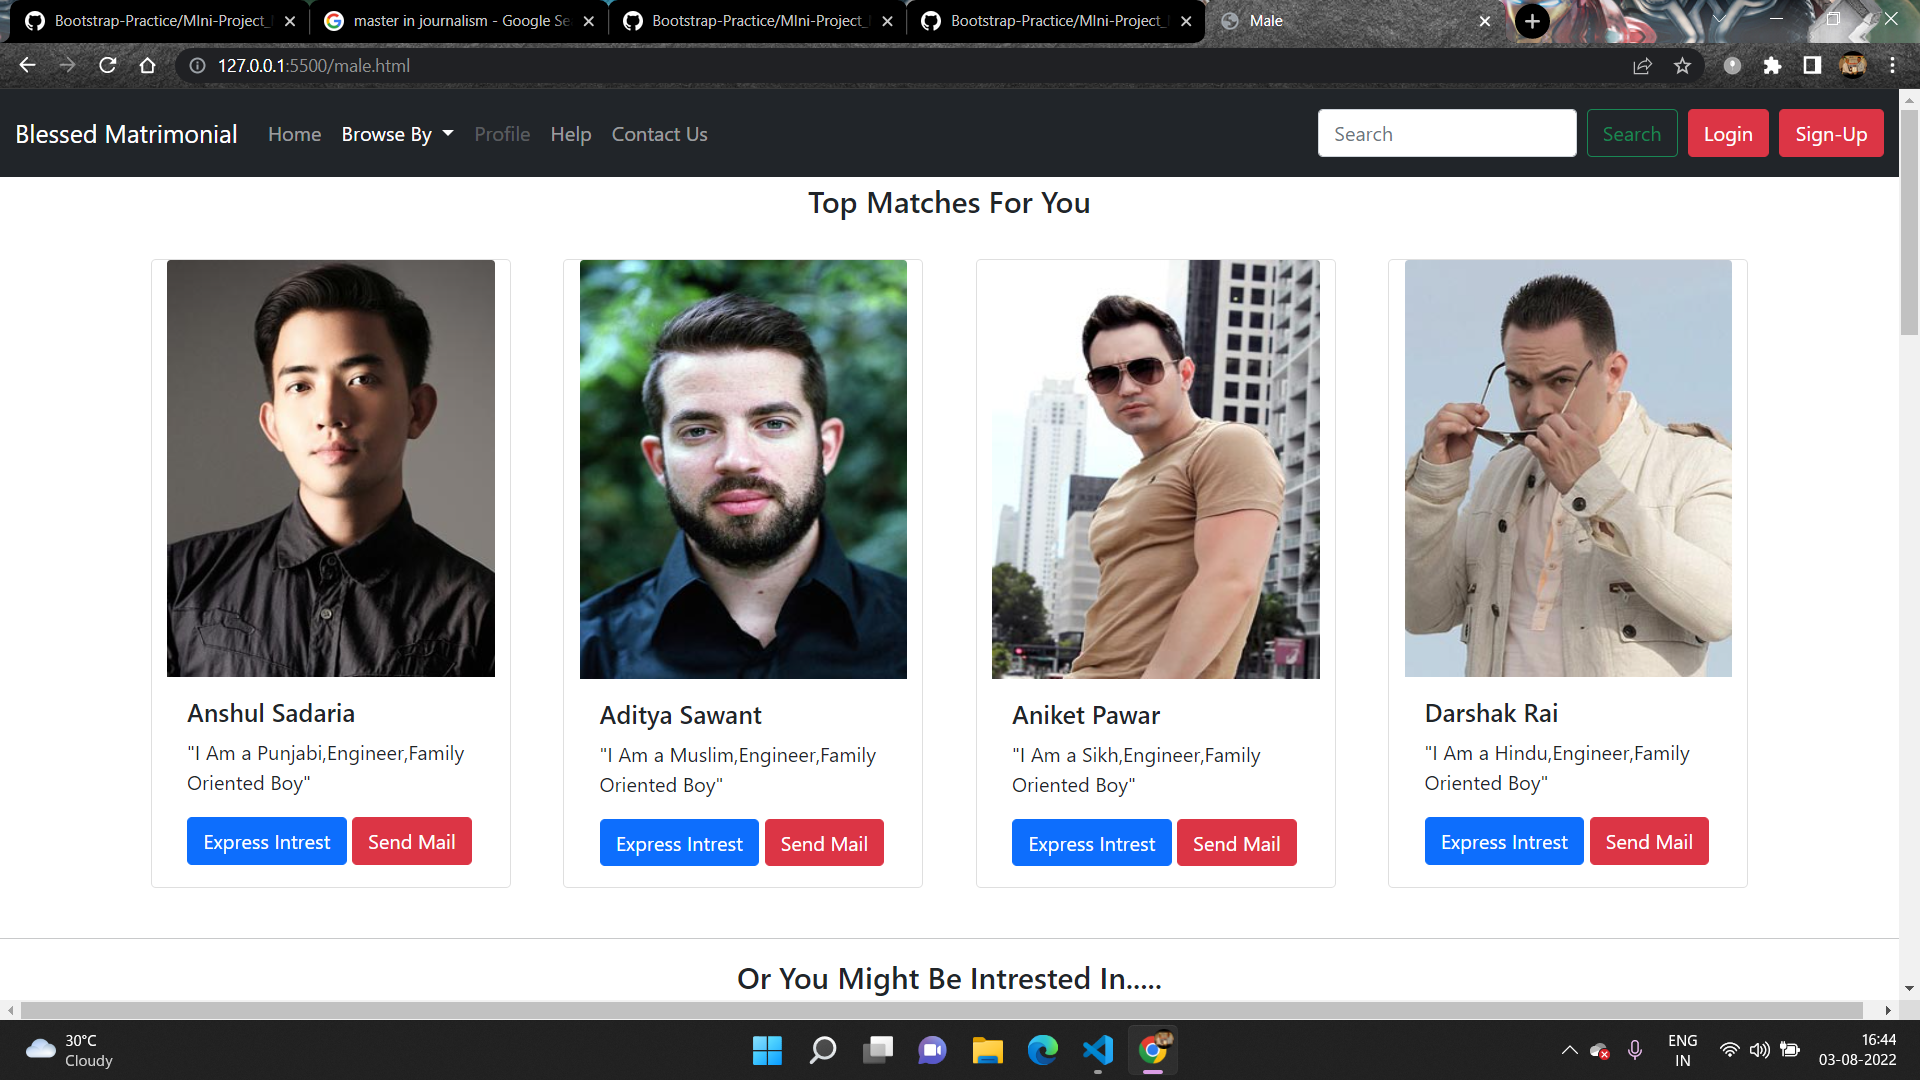 Bootstrap-Practice/MIni-Project_
master in journalism - Google Se
Bootstrap-Practice/MIni-Project_
Bootstrap-Practice/MIni-Project_
Male
127.0.0.1:5500/male.html
Blessed Matrimonial
Home
Browse By
Profile
Help
Contact Us
Search
Search
Login
Sign-Up
Top Matches For You
Anshul Sadaria
"I Am a Punjabi,Engineer,Family
Oriented Boy"
Express Intrest
Send Mail
Aditya Sawant
"I Am a Muslim,Engineer,Family
Oriented Boy"
Express Intrest
Send Mail
Aniket Pawar
"I Am a Sikh,Engineer,Family
Oriented Boy"
Express Intrest
Send Mail
Darshak Rai
"I Am a Hindu,Engineer,Family
Oriented Boy"
Express Intrest
Send Mail
Or You Might Be Intrested In.....
30°C
Cloudy
ENG
IN
16:44
03-08-2022